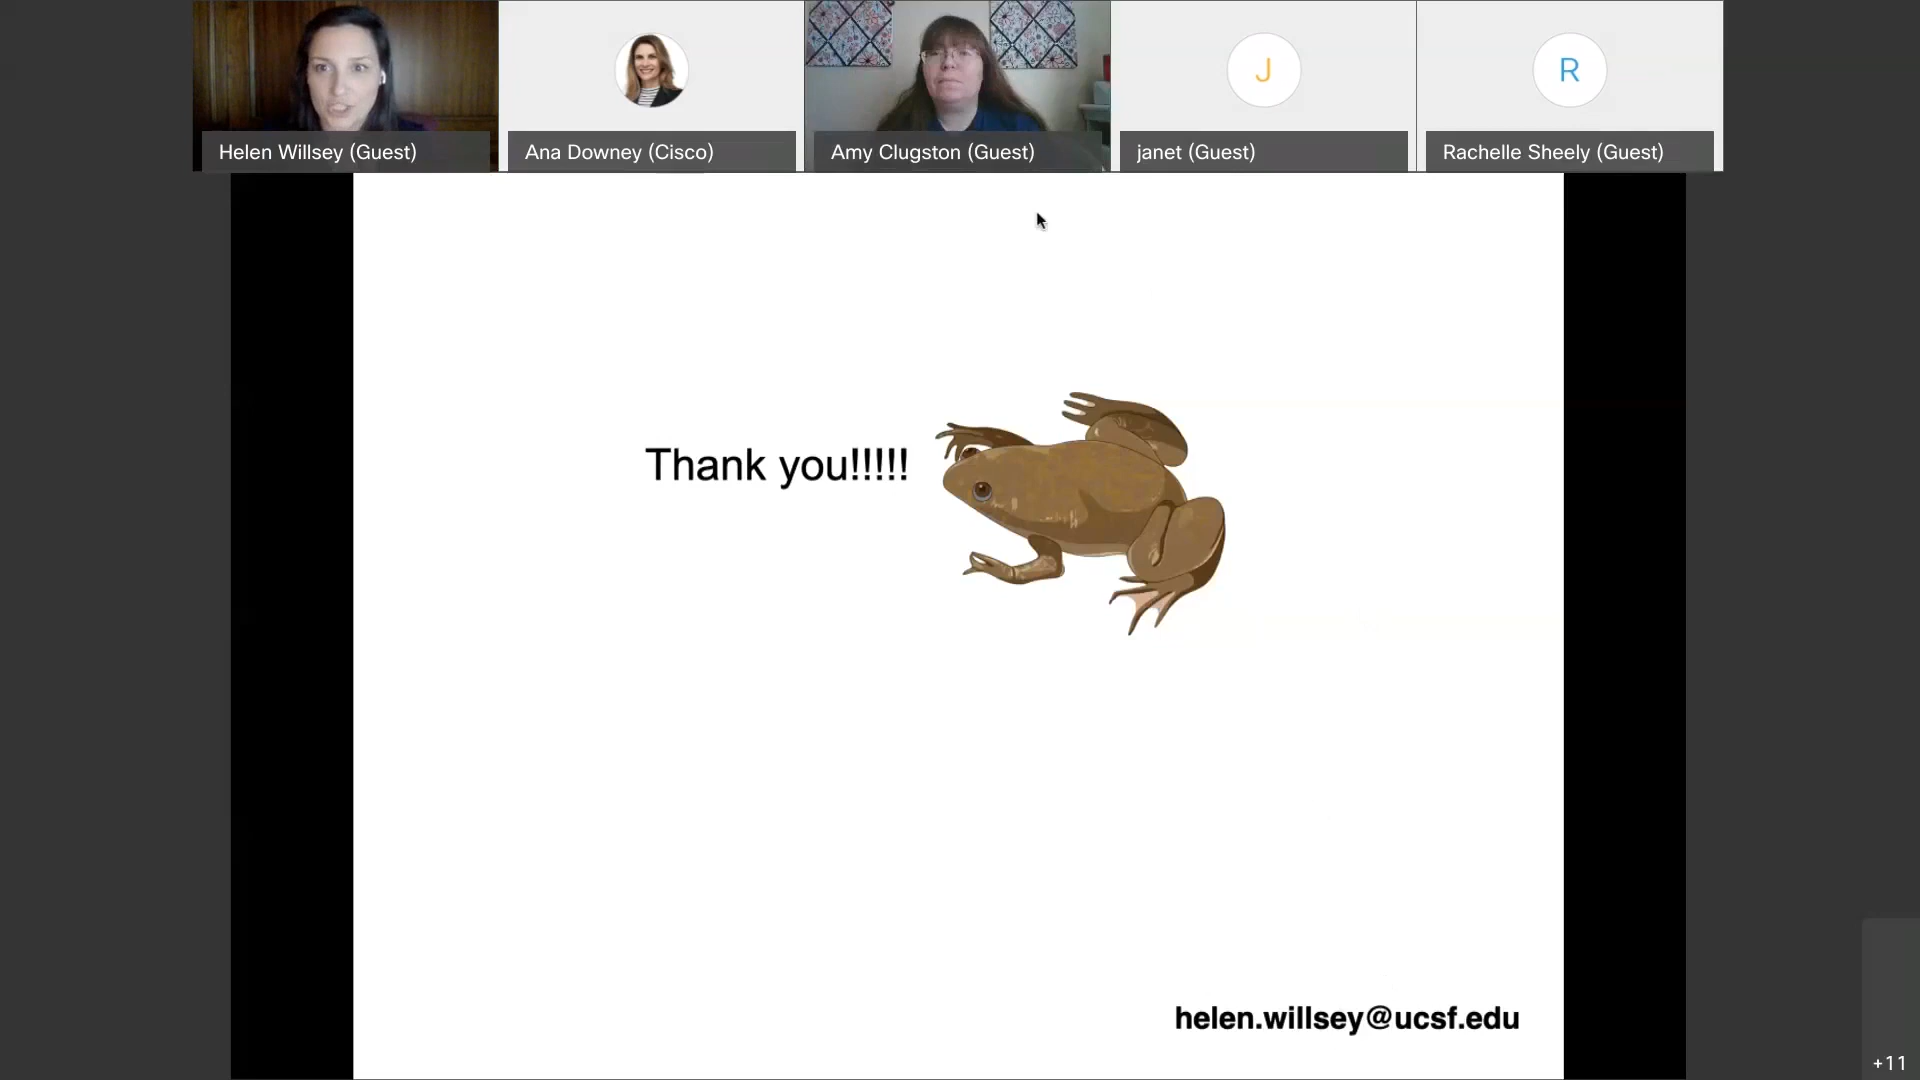 Helen Willsey (Guest)
Ana Downey (Cisco)
Amy Clugston (Guest)
J
janet (Guest)
R
Rachelle Sheely (Guest)
Thank you!!!!!
helen.willsey@ucsf.edu
+11